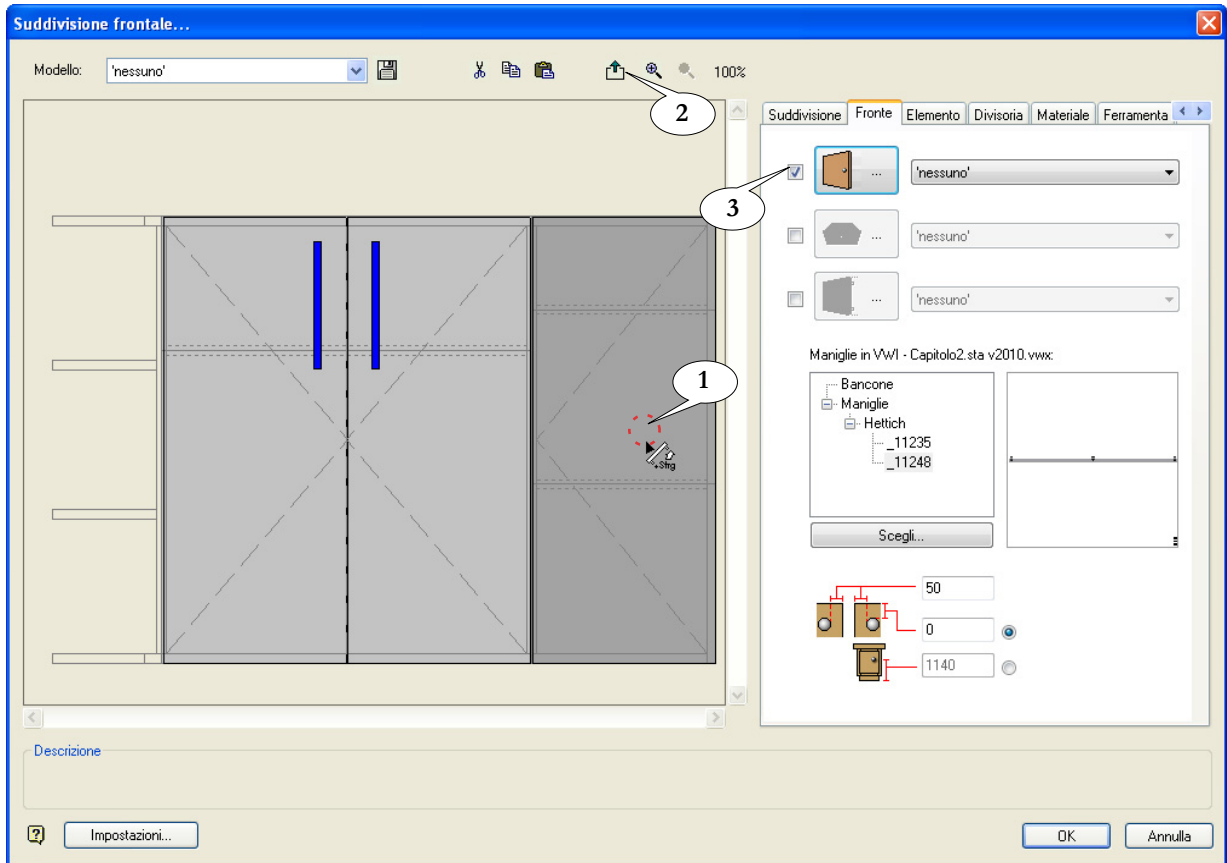 Suddivisione frontale...
Modello: 'nessuno' 100%
2
Suddivisione Fronte Elemento Divisoria Materiale Ferramenta
... 'nessuno'
3
... 'nessuno'
... 'nessuno'
Maniglie in VWI - Capitolo2.sta v2010.vwx:
1
Bancone
Maniglie
Hettich
_11235
_11248
+Strg
Scegli...
50
0
1140
Descrizione
? Impostazioni... OK Annulla